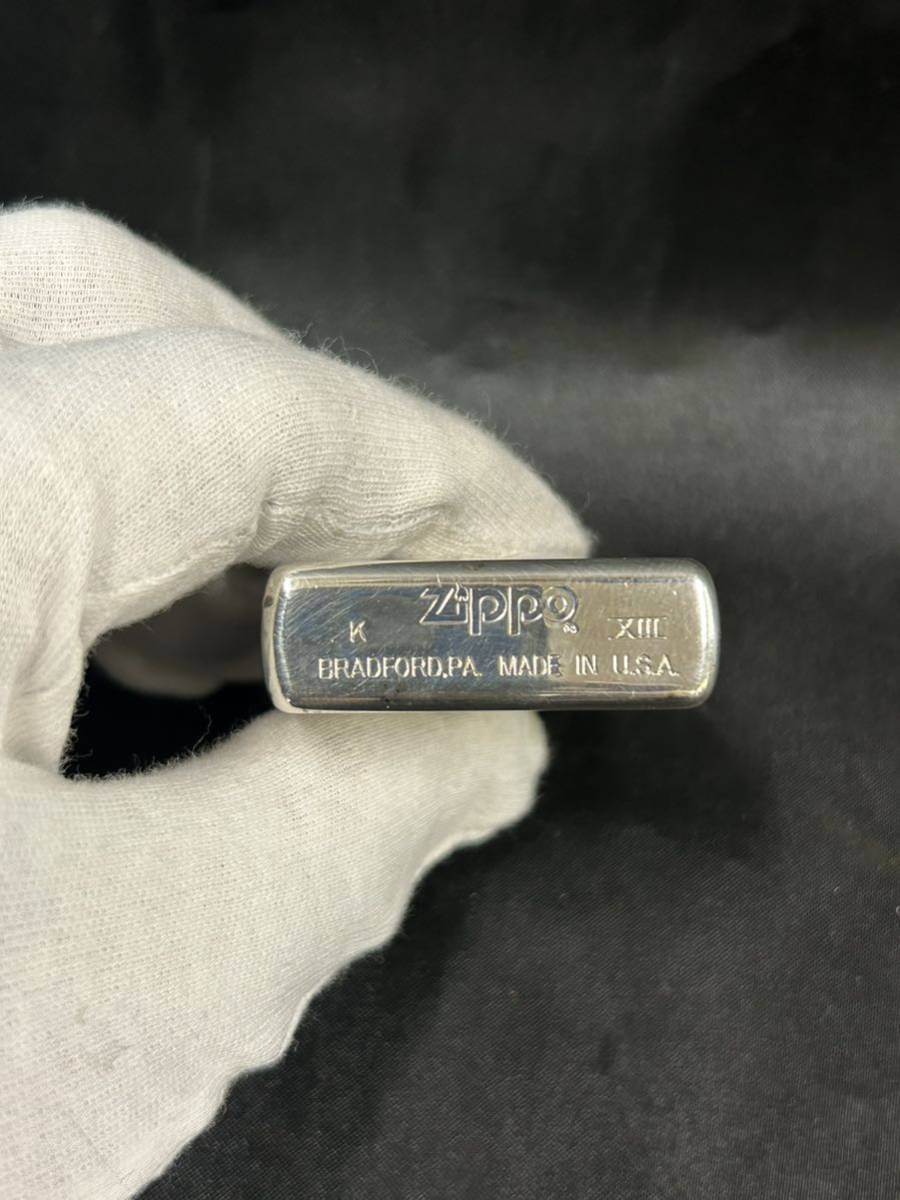 Zippo®
K XIII
BRADFORD,PA. MADE IN U.S.A.